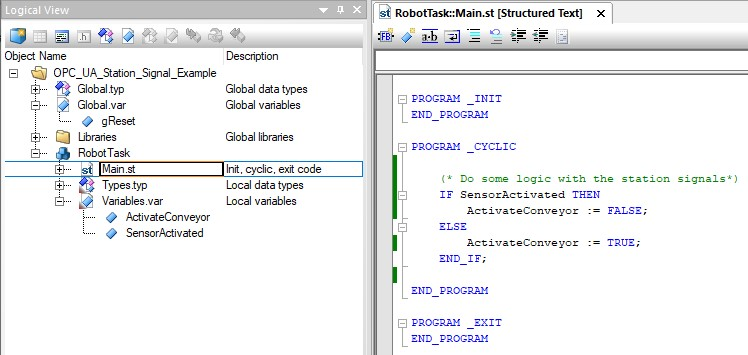 Logical View
Object Name Description
OPC_UA_Station_Signal_Example
Global.typ Global data types
Global.var Global variables
gReset
Libraries Global libraries
RobotTask
st Main.st Init, cyclic, exit code
Types.typ Local data types
Variables.var Local variables
ActivateConveyor
SensorActivated
st RobotTask::Main.st [Structured Text]
FB a·b
PROGRAM _INIT
END_PROGRAM
PROGRAM _CYCLIC
(* Do some logic with the station signals*)
IF SensorActivated THEN
ActivateConveyor := FALSE;
ELSE
ActivateConveyor := TRUE;
END_IF;
END_PROGRAM
PROGRAM _EXIT
END_PROGRAM